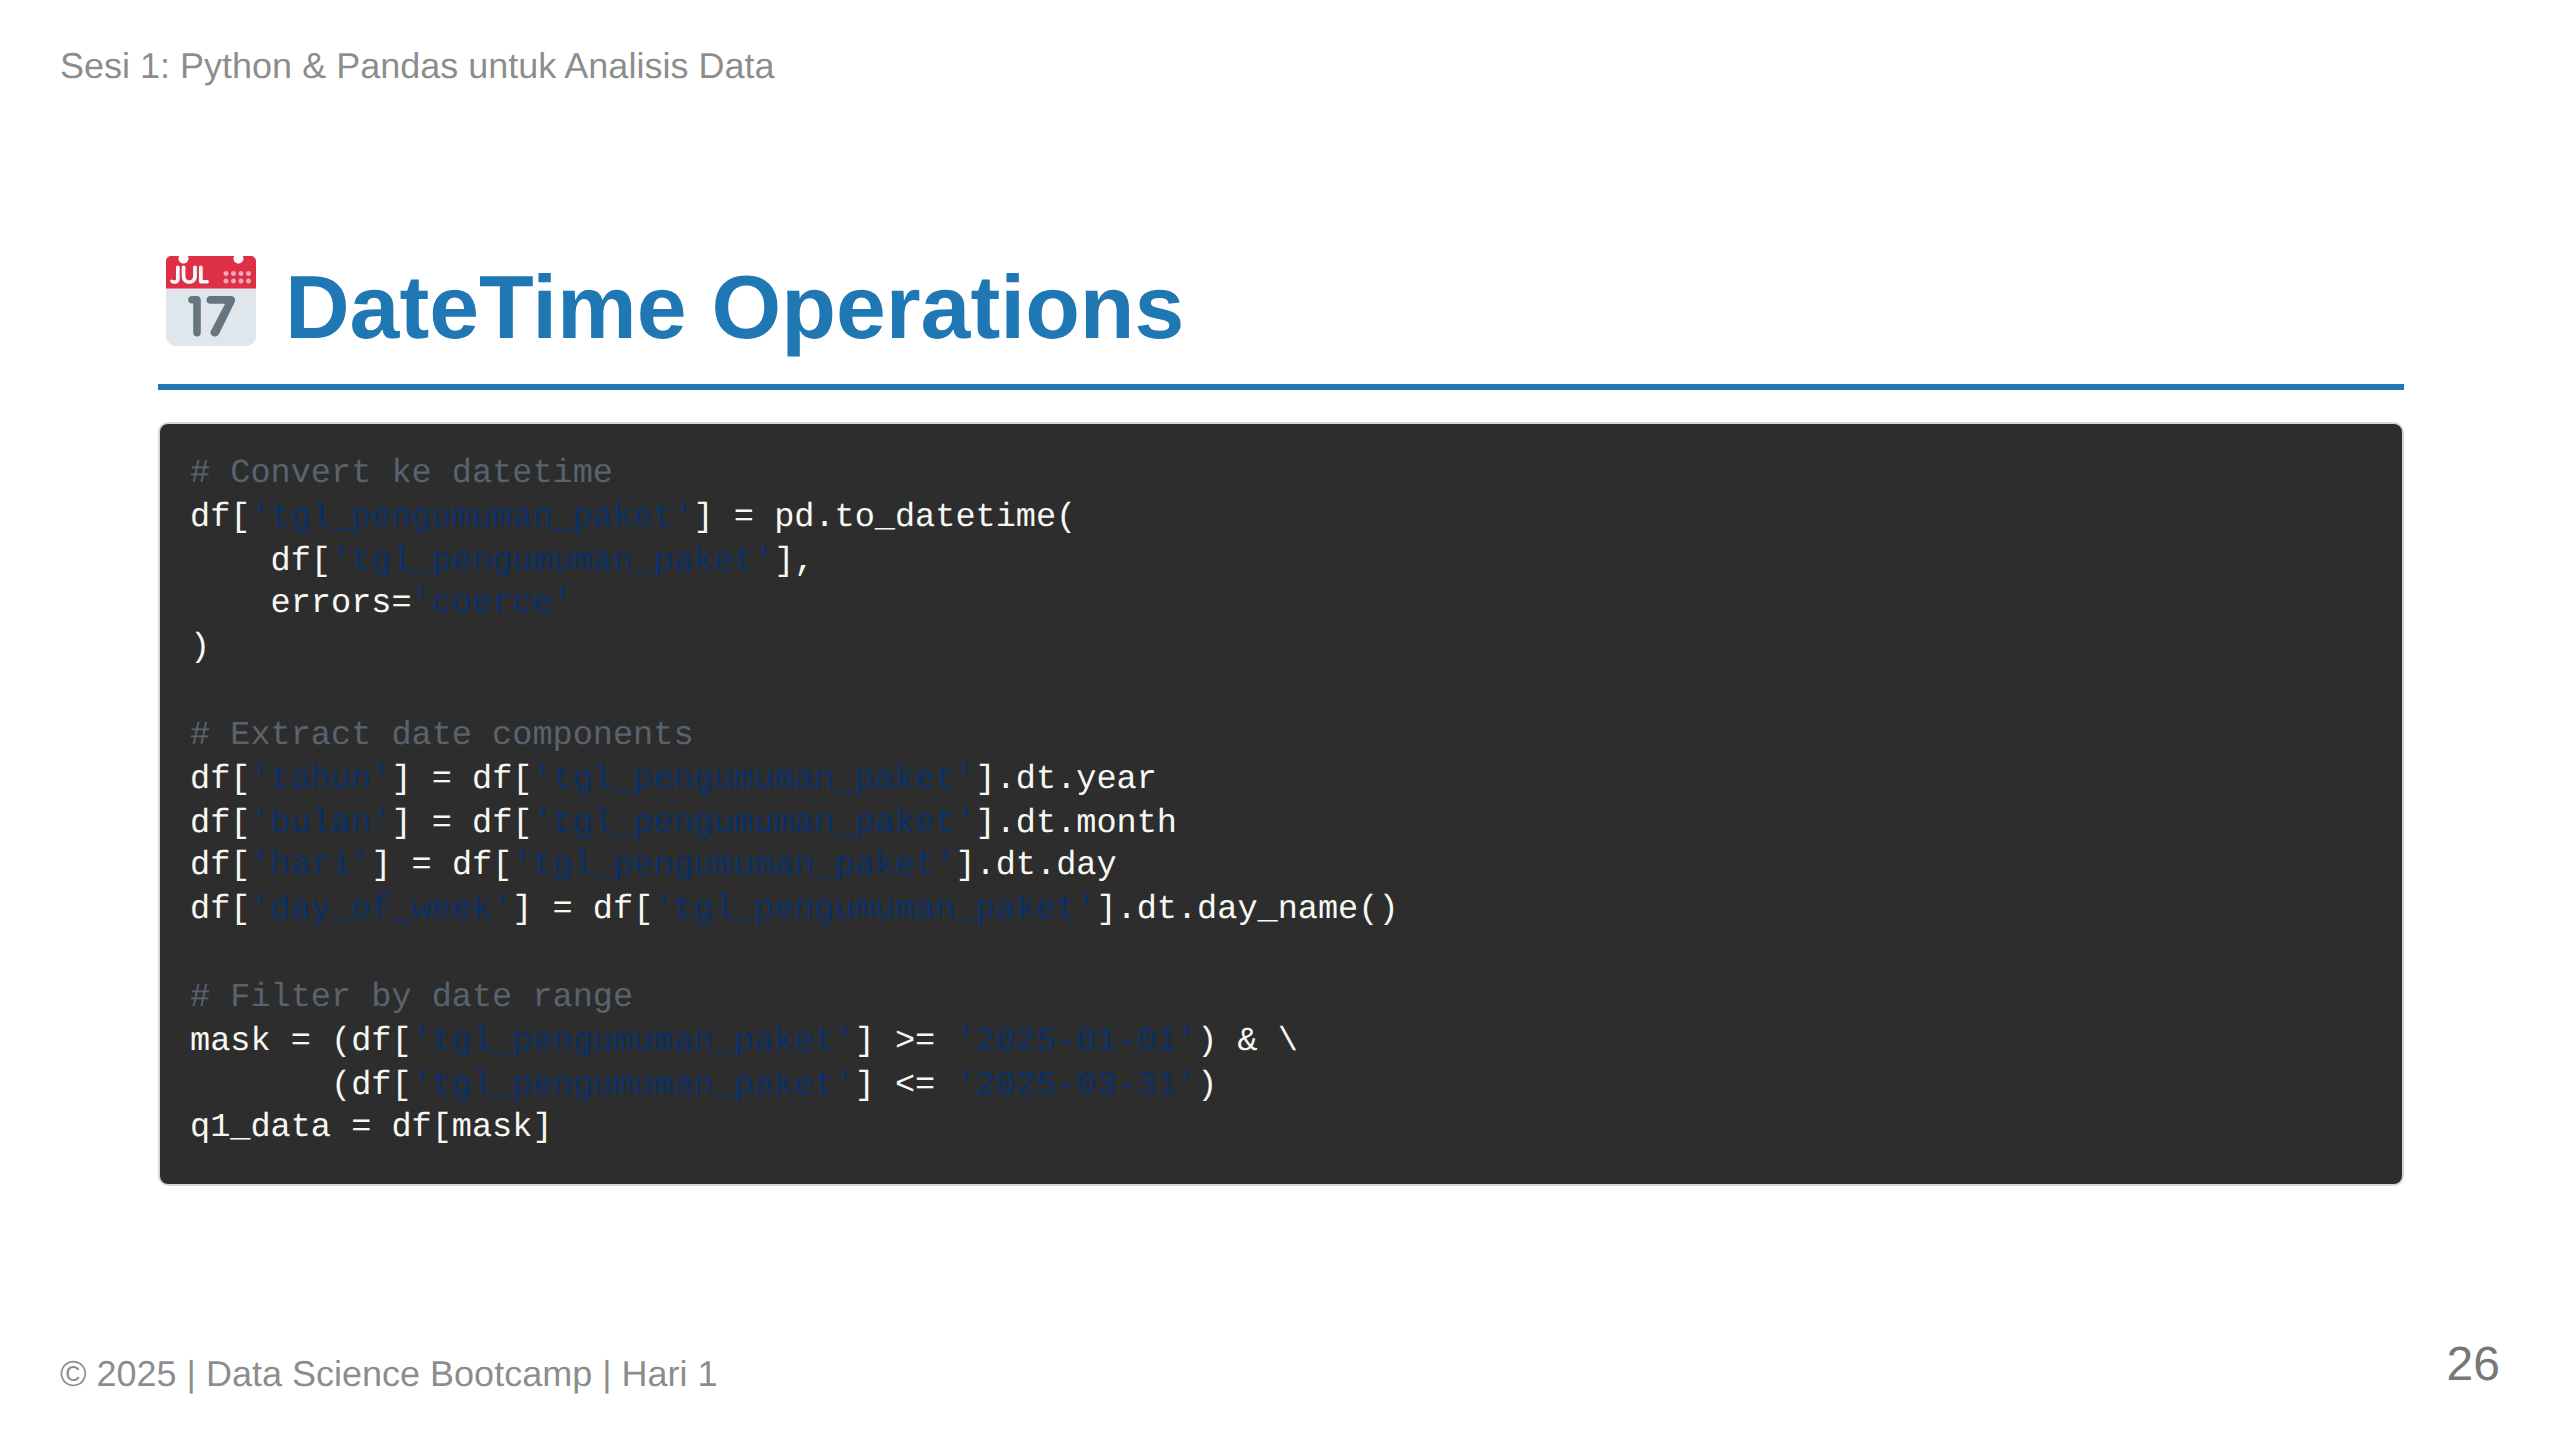 Sesi 1: Python & Pandas untuk Analisis Data
JUL
17
DateTime Operations
# Convert ke datetime
df['tgl_pengumuman_paket'] = pd.to_datetime(
    df['tgl_pengumuman_paket'],
    errors='coerce'
)
# Extract date components
df['tahun'] = df['tgl_pengumuman_paket'].dt.year
df['bulan'] = df['tgl_pengumuman_paket'].dt.month
df['hari'] = df['tgl_pengumuman_paket'].dt.day
df['day_of_week'] = df['tgl_pengumuman_paket'].dt.day_name()
# Filter by date range
mask = (df['tgl_pengumuman_paket'] >= '2025-01-01') & \
       (df['tgl_pengumuman_paket'] <= '2025-03-31')
q1_data = df[mask]
© 2025 | Data Science Bootcamp | Hari 1
26